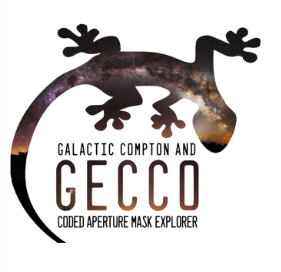 GALACTIC COMPTON AND
GECCO
CODED APERTURE MASK EXPLORER